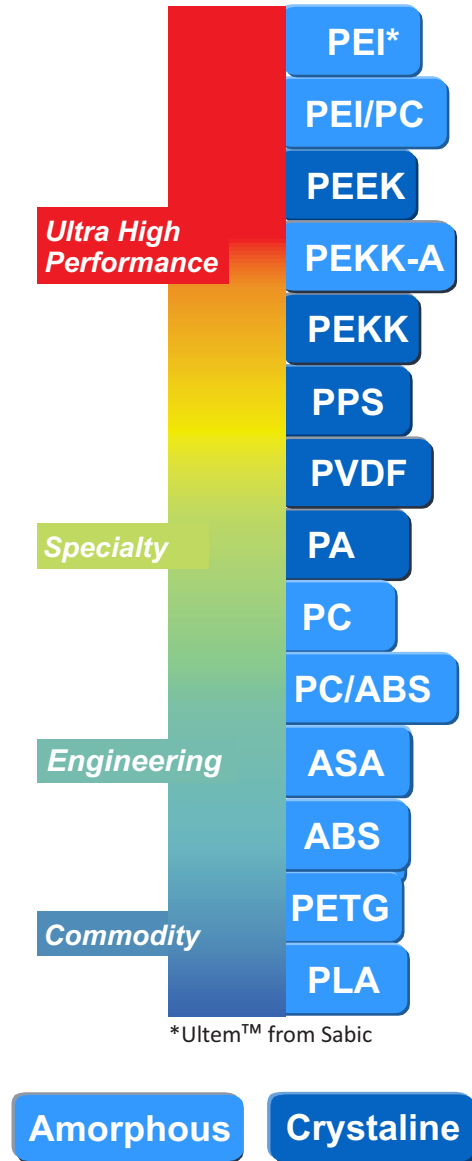 PEI*
PEI/PC
PEEK
Ultra High
Performance
PEKK-A
PEKK
PPS
PVDF
Specialty
PA
PC
PC/ABS
Engineering
ASA
ABS
PETG
Commodity
PLA
*Ultem™ from Sabic
Amorphous
Crystaline